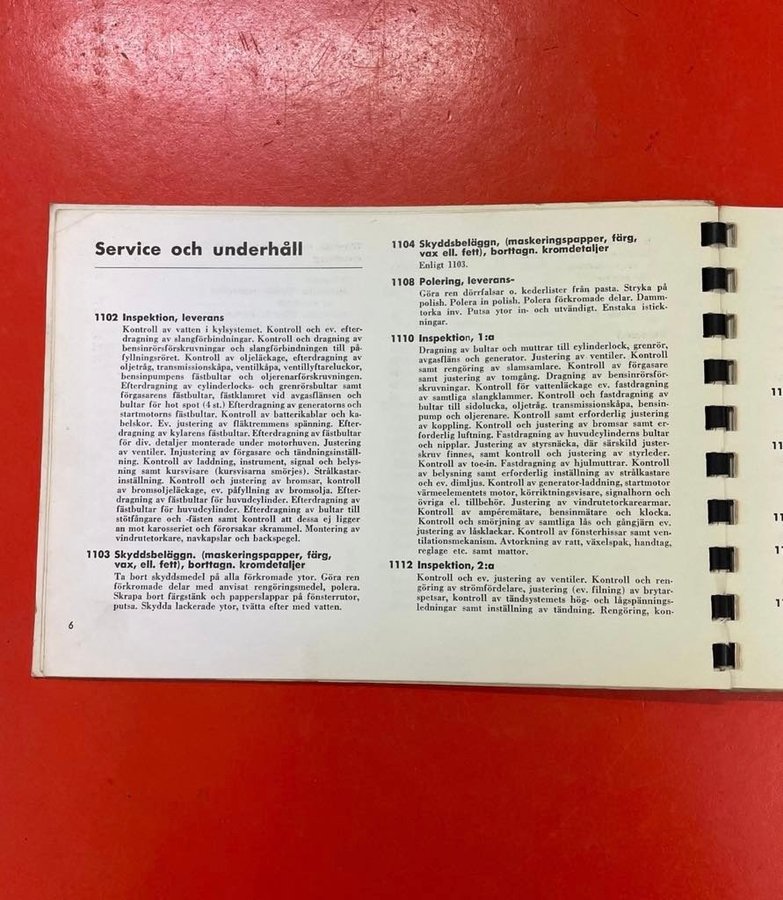 Service och underhåll
1102 Inspektion, leverans
Kontroll av vatten i kylsystemet. Kontroll och ev. efter-
dragning av slangförbindningar. Kontroll och dragning av
bensinrörsförskruvningar och slangförbindningen till på-
fyllningsröret. Kontroll av oljeläckage, efterdragning av
oljetråg, transmissionskåpa, ventilkåpa, ventillyftareluckor,
bensinpumpens fästbultar och oljerenarförskruvningen.
Efterdragning av cylinderlocks- och grenrörsbultar samt
förgasarens fästbultar, fästklamret vid avgasflänsen och
bultar för hot spot (4 st.) Efterdragning av generatorns och
startmotorns fästbultar. Kontroll av batterikablar och ka-
belskor. Ev. justering av fläktremmens spänning. Efter-
dragning av kylarens fästbultar. Efterdragning av fästbultar
för div. detaljer monterade under motorhuven. Justering
av ventiler. Injustering av förgasare och tändningsinställ-
ning. Kontroll av laddning, instrument, signal och belys-
ning samt kursvisare (kursvisarna smörjes). Strålkastar-
inställning. Kontroll och justering av bromsar, kontroll
av bromsoljeläckage, ev. påfyllning av bromsolja. Efter-
dragning av fästbultar för huvudcylinder. Efterdragning av
fästbultar för huvudcylinder. Efterdragning av bultar till
stötfångare och -fästen samt kontroll att dessa ej ligger
an mot karosseriet och förorsakar skrammel. Montering av
vindrutetorkare, navkapslar och backspegel.
1103 Skyddsbeläggn. (maskeringspapper, färg,
vax, ell. fett), borttagn. kromdetaljer
Ta bort skyddsmedel på alla förkromade ytor. Göra ren
förkromade delar med anvisat rengöringsmedel, polera.
Skrapa bort färgstänk och papperslappar på fönsterrutor,
putsa. Skydda lackerade ytor, tvätta efter med vatten.
6
1104 Skyddsbeläggn, (maskeringspapper, färg,
vax ell. fett), borttagn. kromdetaljer
Enligt 1103.
1108 Polering, leverans-
Göra ren dörrfalsar o. kederlister från pasta. Stryka på
polish. Polera in polish. Polera förkromade delar. Damm-
torka inv. Putsa ytor in- och utvändigt. Enstaka istick-
ningar.
1110 Inspektion, 1:a
Dragning av bultar och muttrar till cylinderlock, grenrör,
avgasfläns och generator. Justering av ventiler. Kontroll
samt rengöring av slamsamlare. Kontroll av förgasare
samt justering av tomgång. Dragning av bensinrörsför-
skruvningar. Kontroll för vattenläckage ev. fastdragning
av samtliga slangklammer. Kontroll och fastdragning av
bultar till sidolucka, oljetråg, transmissionskåpa, bensin-
pump och oljerenare. Kontroll samt erforderlig justering
av koppling. Kontroll och justering av bromsar samt er-
forderlig luftning. Fastdragning av huvudcylinderns bultar
och nipplar. Justering av styrsnäcka, där särskild juster-
skruv finnes, samt kontroll och justering av styrleder.
Kontroll av toe-in. Fastdragning av hjulmuttrar. Kontroll
av belysning samt erforderlig inställning av strålkastare
och ev. dimljus. Kontroll av generator-laddning, startmotor
värmeelementets motor, körriktningsvisare, signalhorn och
övriga el. tillbehör. Justering av vindrutetorkarearmar.
Kontroll av ampéremätare, bensinmätare och klocka.
Kontroll och smörjning av samtliga lås och gångjärn ev.
justering av låsklackar. Kontroll av fönsterhissar samt ven-
tilationsmekanism. Avtorkning av ratt, växelspak, handtag,
reglage etc. samt mattor.
1112 Inspektion, 2:a
Kontroll och ev. justering av ventiler. Kontroll och ren-
göring av strömfördelare, justering (ev. filning) av brytar-
spetsar, kontroll av tändsystemets hög- och lågspännings-
ledningar samt inställning av tändning. Rengöring, kon-